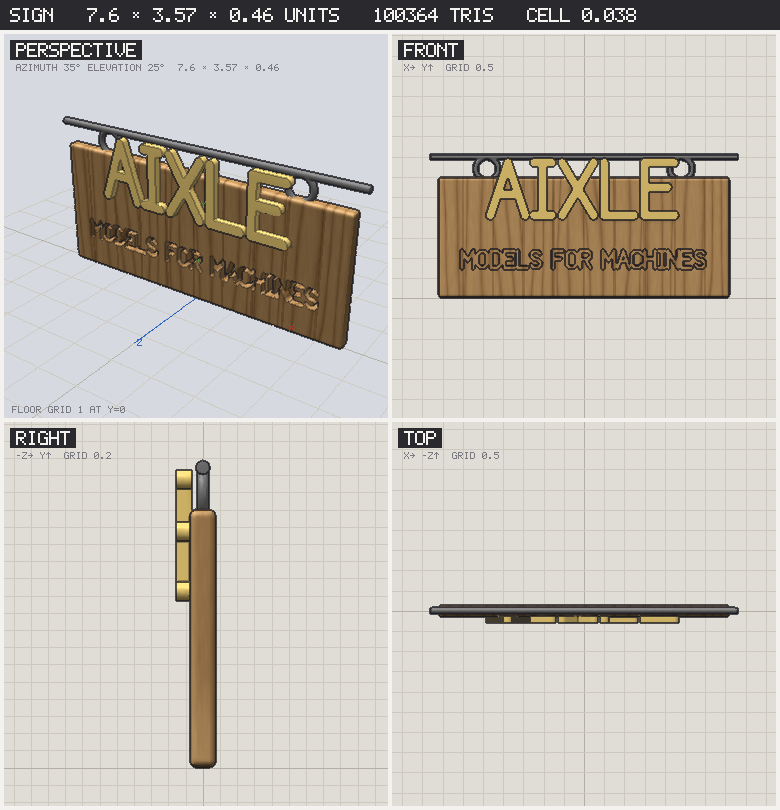 SIGN 7.6 × 3.57 × 0.46 UNITS 100364 TRIS CELL 0.038
PERSPECTIVE
AZIMUTH 35° ELEVATION 25° 7.6 × 3.57 × 0.46
AIXLE
MODELS FOR MACHINES
2
FLOOR GRID 1 AT Y=0
FRONT
X→ Y↑ GRID 0.5
AIXLE
MODELS FOR MACHINES
RIGHT
-Z→ Y↑ GRID 0.2
TOP
X→ -Z↑ GRID 0.5